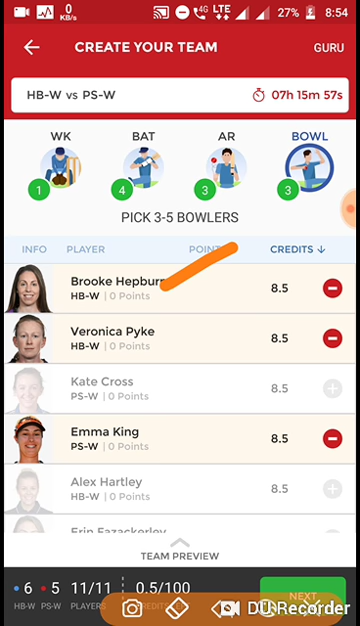 0
KB/s
4G
LTE
27%
8:54
CREATE YOUR TEAM
GURU
HB-W vs PS-W
07h 15m 57s
WK
BAT
AR
BOWL
1
4
3
3
PICK 3-5 BOWLERS
INFO
PLAYER
CREDITS ↓
Brooke
8.5
HB-W | 0 Points
Veronica Pyke
8.5
HB-W | 0 Points
Kate Cross
8.5
PS-W | 0 Points
Emma King
8.5
PS-W | 0 Points
Alex Hartley
8.5
HB-W | 0 Points
Erin Fazackerley
TEAM PREVIEW
6
5
11/11
0.5/100
NEXT
HB-W
PS-W
PLAYERS
DU Recorder